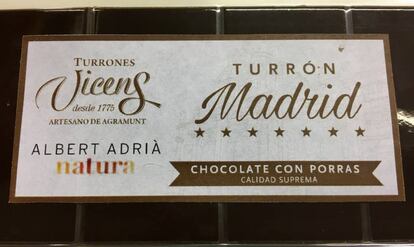 TURRONES
Vicens
desde 1775
ARTESANO DE AGRAMUNT
ALBERT ADRIÀ
natura
TURRÓN
Madrid
CHOCOLATE CON PORRAS
CALIDAD SUPREMA